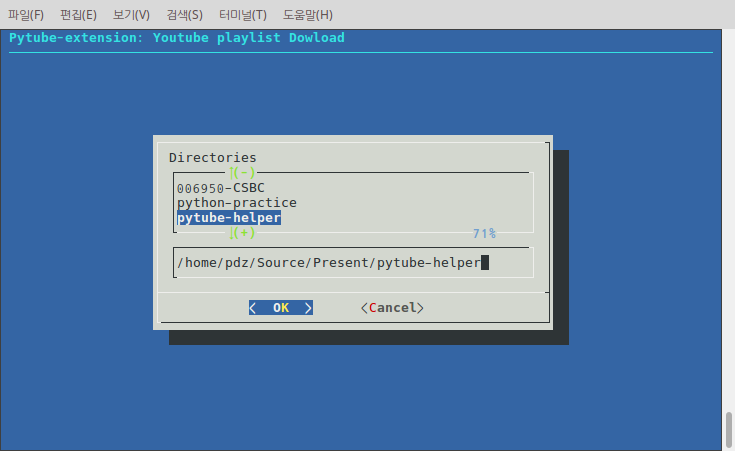 파일(F) 편집(E) 보기(V) 검색(S) 터미널(T) 도움말(H)
Pytube-extension: Youtube playlist Dowload
Directories
(-)
006950-CSBC
python-practice
pytube-helper
(+) 71%
/home/pdz/Source/Present/pytube-helper
< OK > <Cancel>